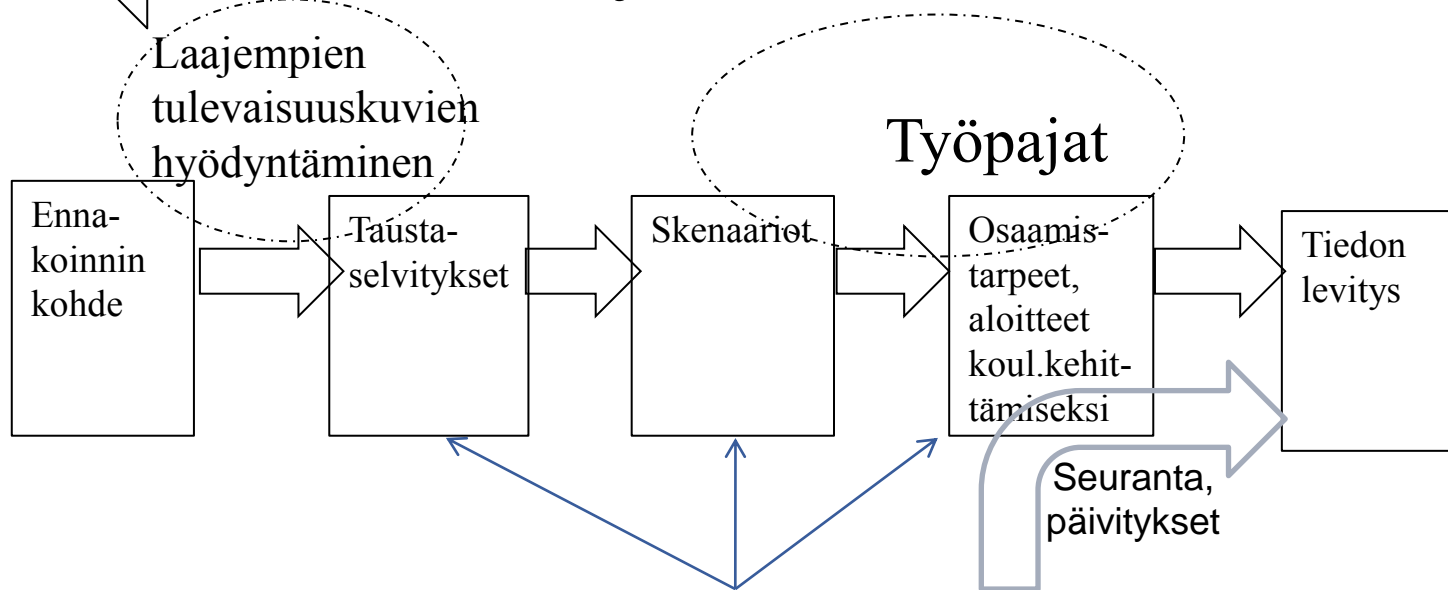 Laajempien
tulevaisuuskuvien
hyödyntäminen
Työpajat
Enna-
koinnin
kohde
Tausta-
selvitykset
Skenaariot
Osaamis-
tarpeet,
aloitteet
koul.kehit-
tämiseksi
Tiedon
levitys
Seuranta,
päivitykset